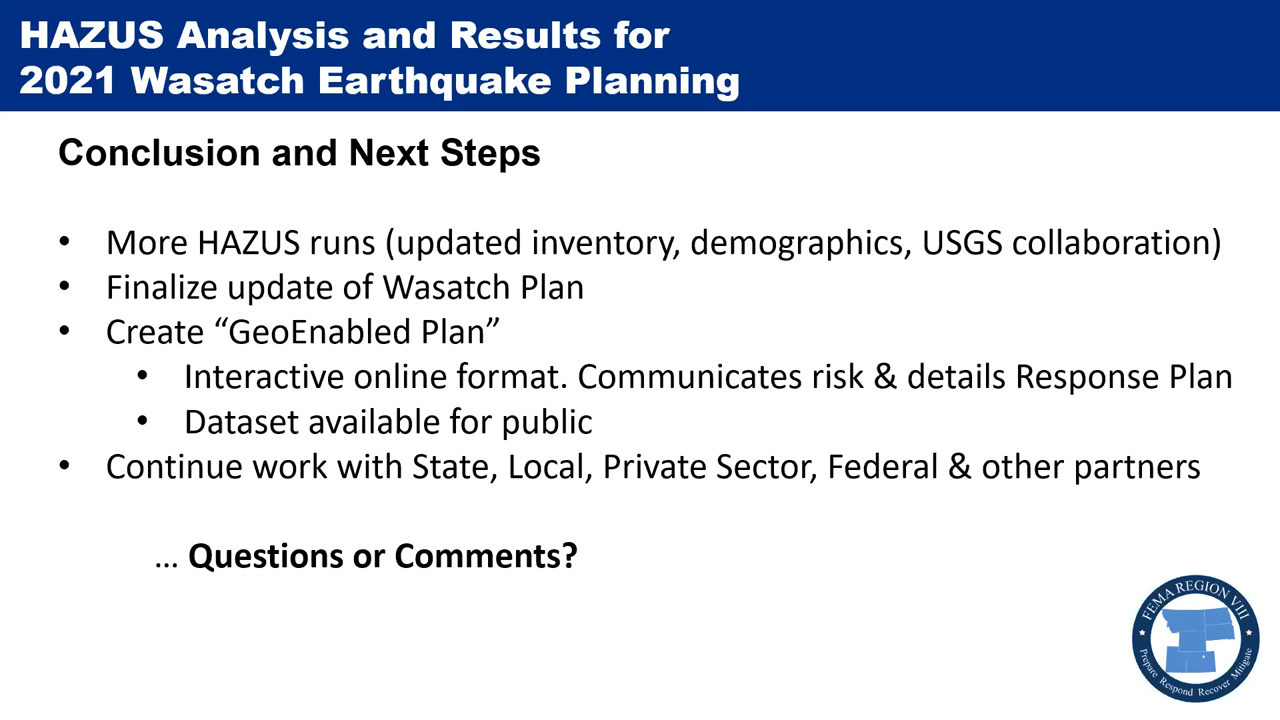 HAZUS Analysis and Results for
2021 Wasatch Earthquake Planning
Conclusion and Next Steps
• More HAZUS runs (updated inventory, demographics, USGS collaboration)
• Finalize update of Wasatch Plan
• Create “GeoEnabled Plan”
• Interactive online format. Communicates risk & details Response Plan
• Dataset available for public
• Continue work with State, Local, Private Sector, Federal & other partners
… Questions or Comments?
FEMA REGION VIII
Prepare Respond Recover Mitigate